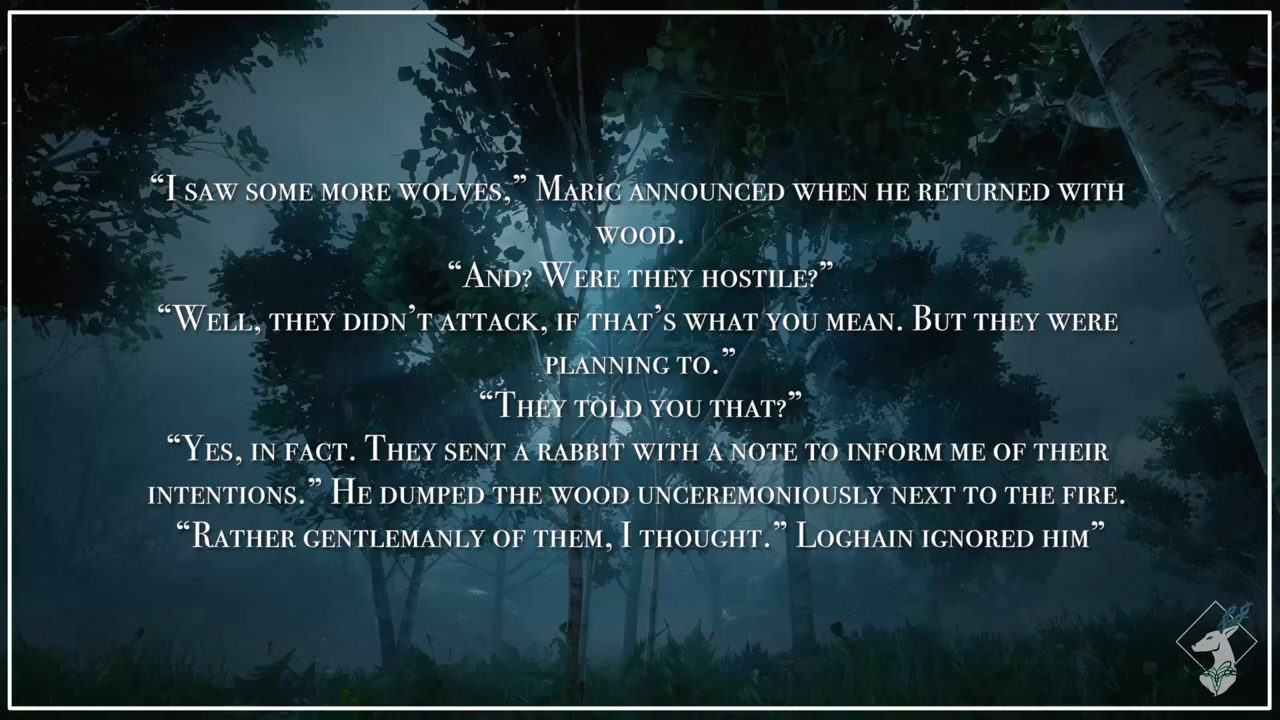 “I saw some more wolves,” Maric announced when he returned with
wood.
“And? Were they hostile?”
“Well, they didn’t attack, if that’s what you mean. But they were
planning to.”
“They told you that?”
“Yes, in fact. They sent a rabbit with a note to inform me of their
intentions.” He dumped the wood unceremoniously next to the fire.
“Rather gentlemanly of them, I thought.” Loghain ignored him”